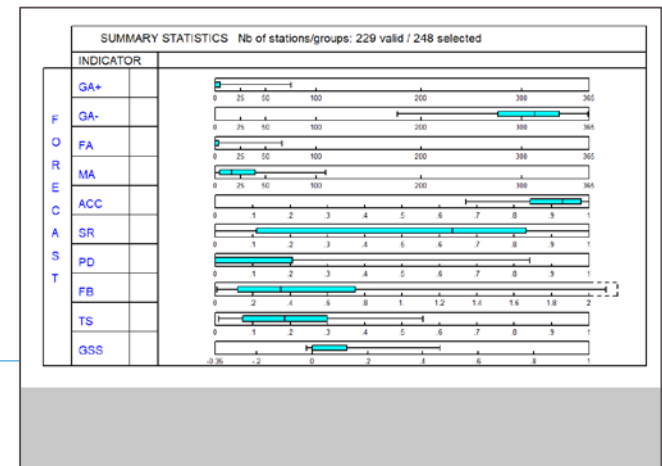 SUMMARY STATISTICS Nb of stations/groups: 229 valid / 248 selected
INDICATOR
FORECAST
GA+
0 25 50 100 200 300 365
GA-
0 25 50 100 200 300 365
FA
0 25 50 100 200 300 365
MA
0 25 50 100 200 300 365
ACC
0 .1 .2 .3 .4 .5 .6 .7 .8 .9 1
SR
0 .1 .2 .3 .4 .5 .6 .7 .8 .9 1
PD
0 .1 .2 .3 .4 .5 .6 .7 .8 .9 1
FB
0 .2 .4 .6 .8 1. 1.2 1.4 1.6 1.8 2
TS
0 .1 .2 .3 .4 .5 .6 .7 .8 .9 1
GSS
-0.35 -.2 0 .2 .4 .6 .8 1